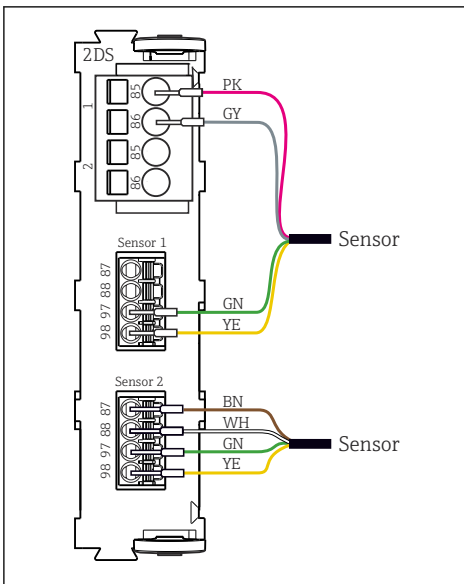 2DS
1
85
PK
86
GY
2
85
86
Sensor
Sensor 1
87
88
97
GN
98
YE
Sensor 2
87
BN
88
WH
97
GN
Sensor
98
YE